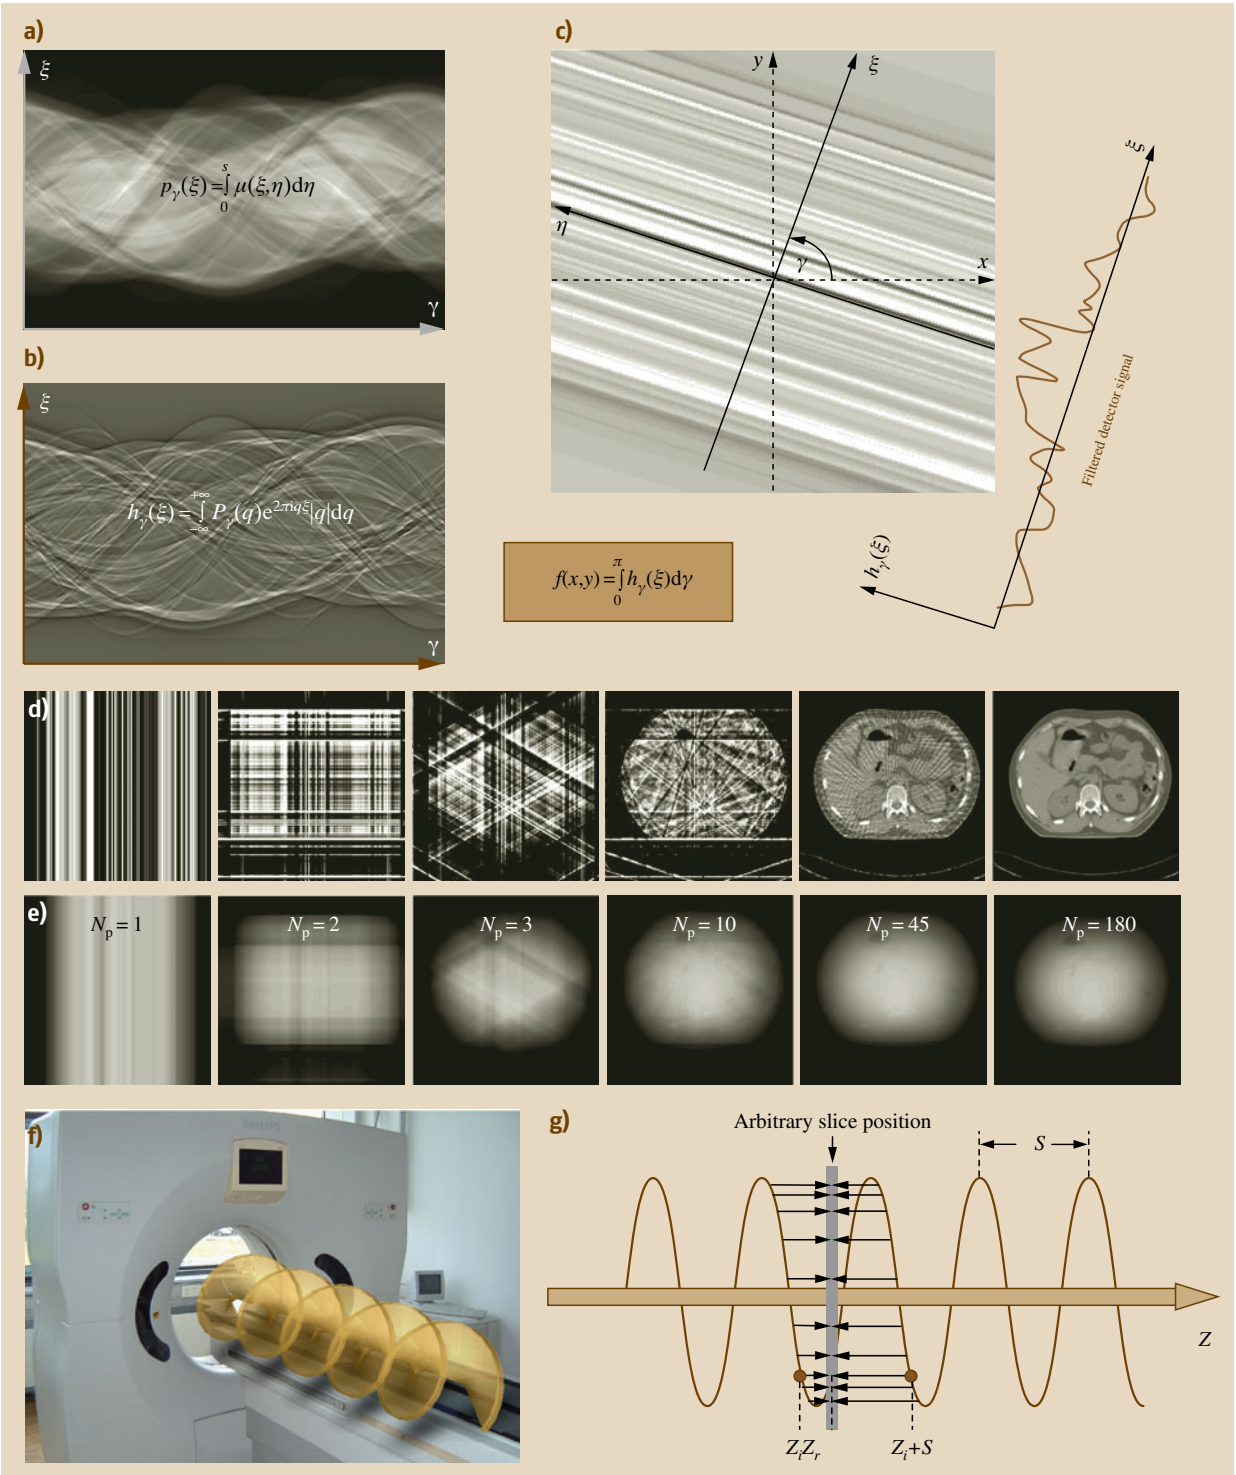 a)
ξ
p_γ(ξ)=∫_0^s μ(ξ,η)dη
γ
b)
ξ
h_γ(ξ)=∫_{-∞}^{+∞} P_γ(q)e^{2πiqξ}|q|dq
γ
c)
y
ξ
η
γ
x
ξ
Filtered detector signal
h_γ(ξ)
f(x,y)=∫_0^π h_γ(ξ)dγ
d)
e)
N_p = 1
N_p = 2
N_p = 3
N_p = 10
N_p = 45
N_p = 180
f)
PHILIPS
g)
Arbitrary slice position
S
Z
Z_i Z_r
Z_i+S